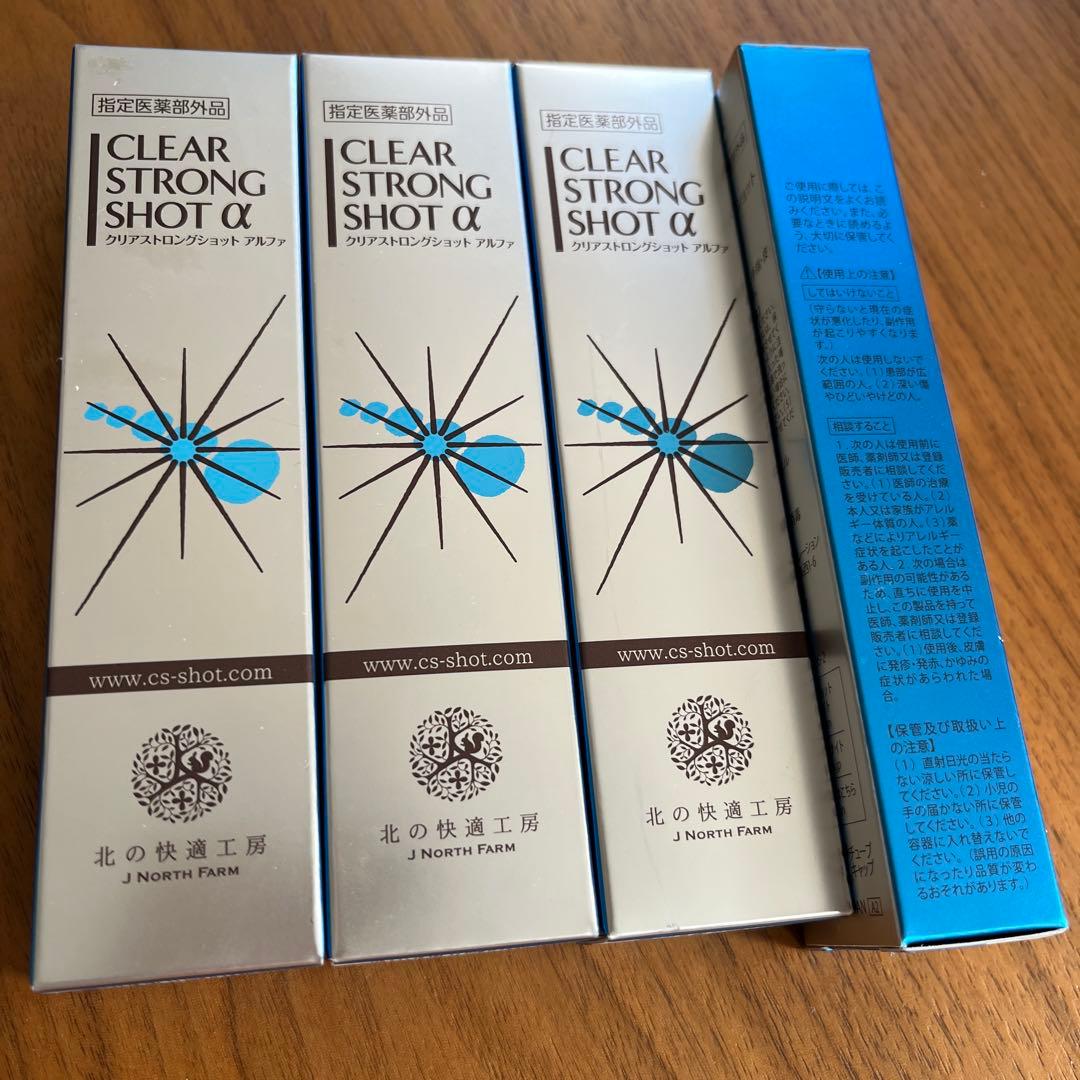 指定医薬部外品
CLEAR
STRONG
SHOT α
クリアストロングショット アルファ
www.cs-shot.com
北の快適工房
J NORTH FARM
指定医薬部外品
CLEAR
STRONG
SHOT α
クリアストロングショット アルファ
www.cs-shot.com
北の快適工房
J NORTH FARM
指定医薬部外品
CLEAR
STRONG
SHOT α
クリアストロングショット アルファ
www.cs-shot.com
北の快適工房
J NORTH FARM
ご使用に際しては、こ
の説明文をよくお読
みください。また、必
要なときに読めるよ
う、大切に保管してく
ださい。
⚠【使用上の注意】
してはいけないこと
(守らないと現在の症
状が悪化したり、副作用
が起こりやすくなりま
す。)
次の人は使用しないで
ください。(1)患部が広
範囲の人。(2)深い傷
やひどいやけどの人。
相談すること
1. 次の人は使用前に
医師、薬剤師又は登録
販売者に相談してくだ
さい。(1)医師の治療
を受けている人。(2)
本人又は家族がアレル
ギー体質の人。(3)薬
などによりアレルギー
症状を起こしたことが
ある人。2. 次の場合は
副作用の可能性がある
ため、直ちに使用を中
止し、この製品を持って
医師、薬剤師又は登録
販売者に相談してくだ
さい。(1)使用後、皮膚
に発疹・発赤、かゆみの
症状があらわれた場
合。
【保管及び取扱い上
の注意】
(1) 直射日光の当たら
ない涼しい所に保管し
てください。(2) 小児の
手の届かない所に保管
してください。(3) 他の
容器に入れ替えないで
ください。(誤用の原因
になったり品質が変わ
るおそれがあります。)
チューブ
キャップ
A2